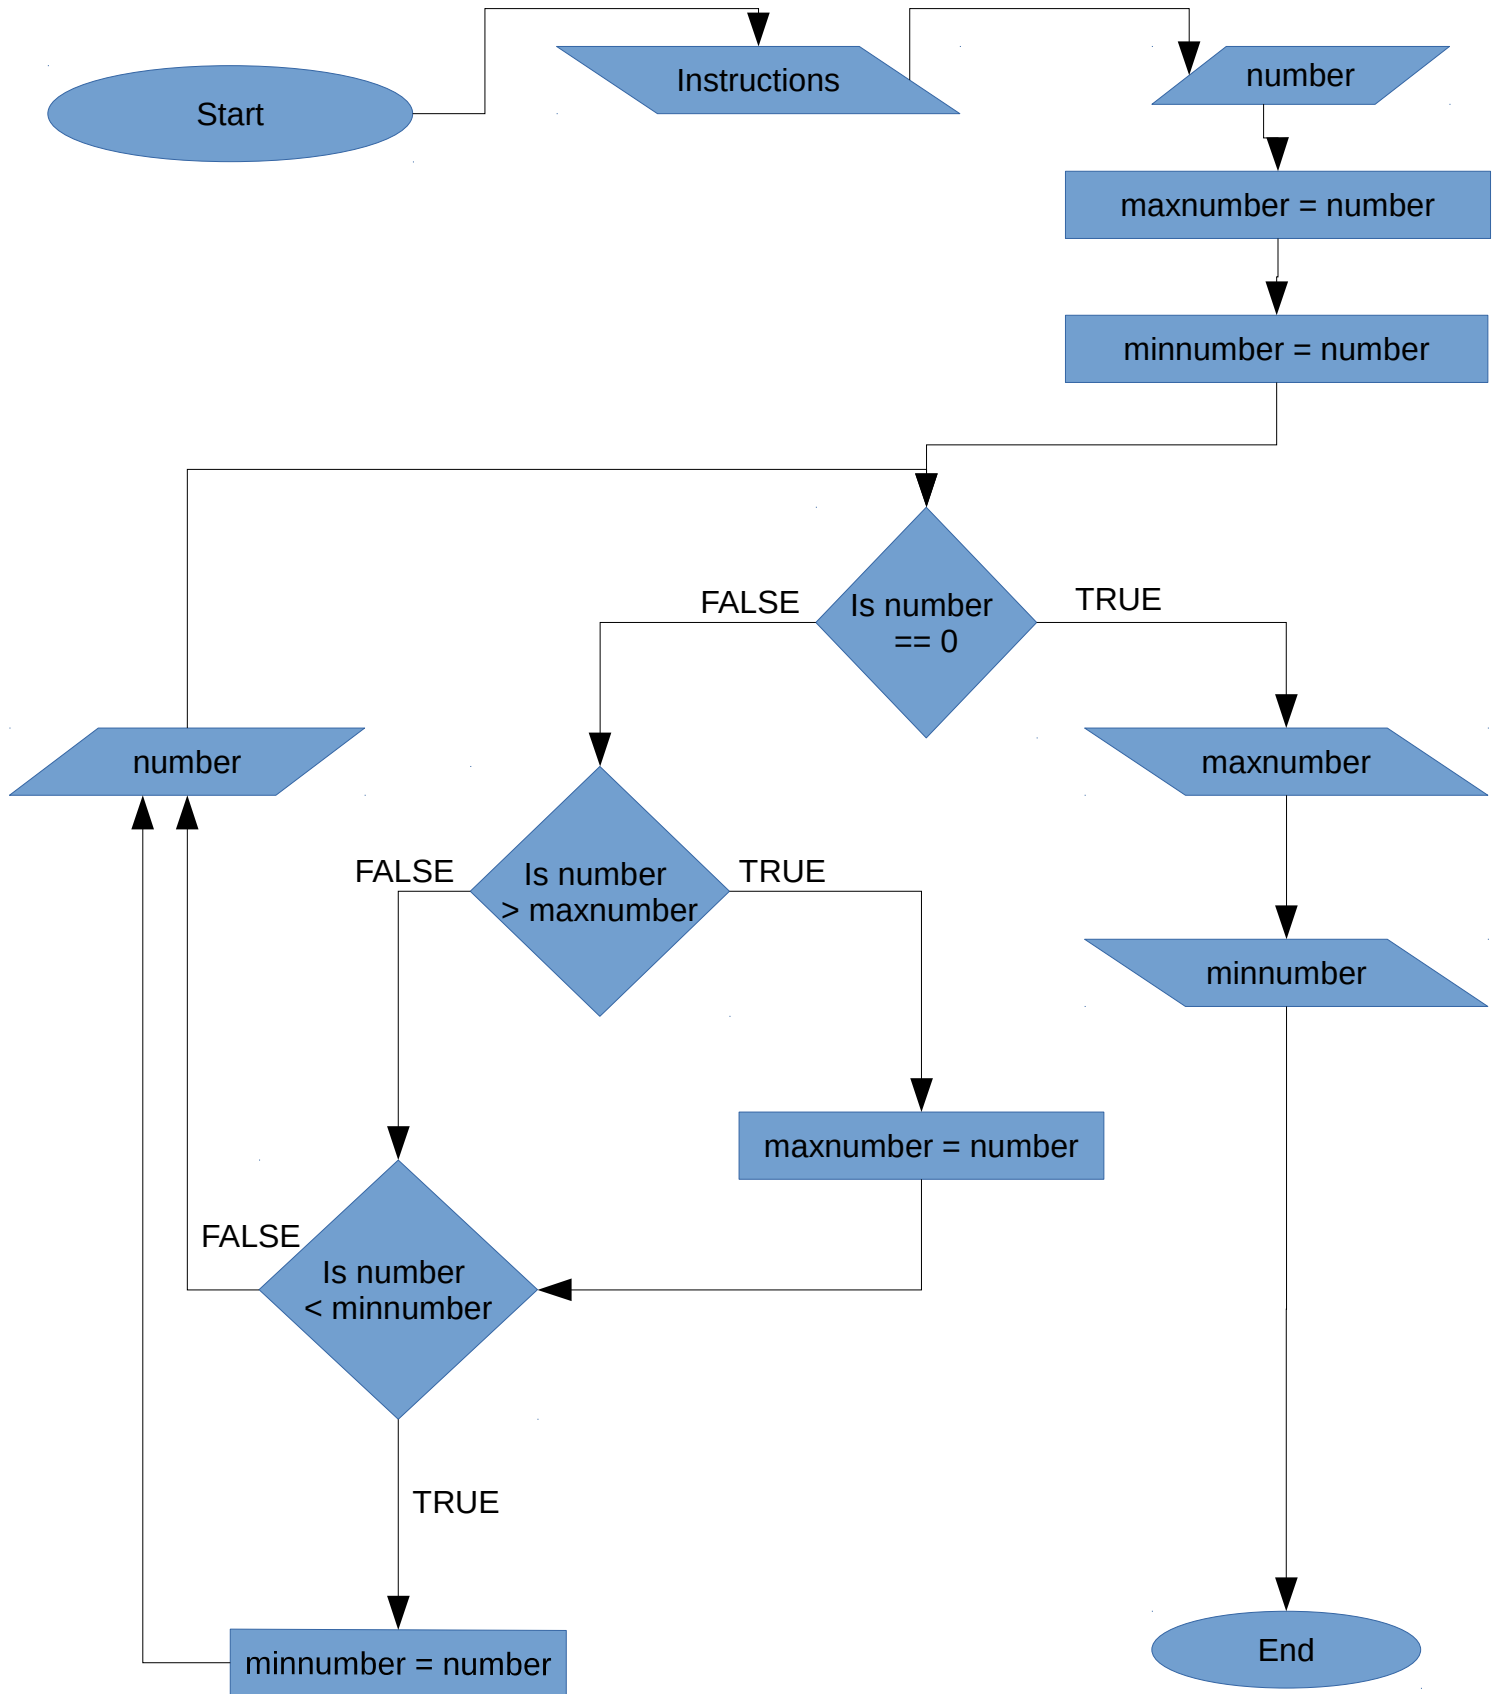 Start
Instructions
number
maxnumber = number
minnumber = number
Is number
== 0
FALSE
TRUE
number
maxnumber
Is number
> maxnumber
FALSE
TRUE
minnumber
maxnumber = number
Is number
< minnumber
FALSE
TRUE
minnumber = number
End